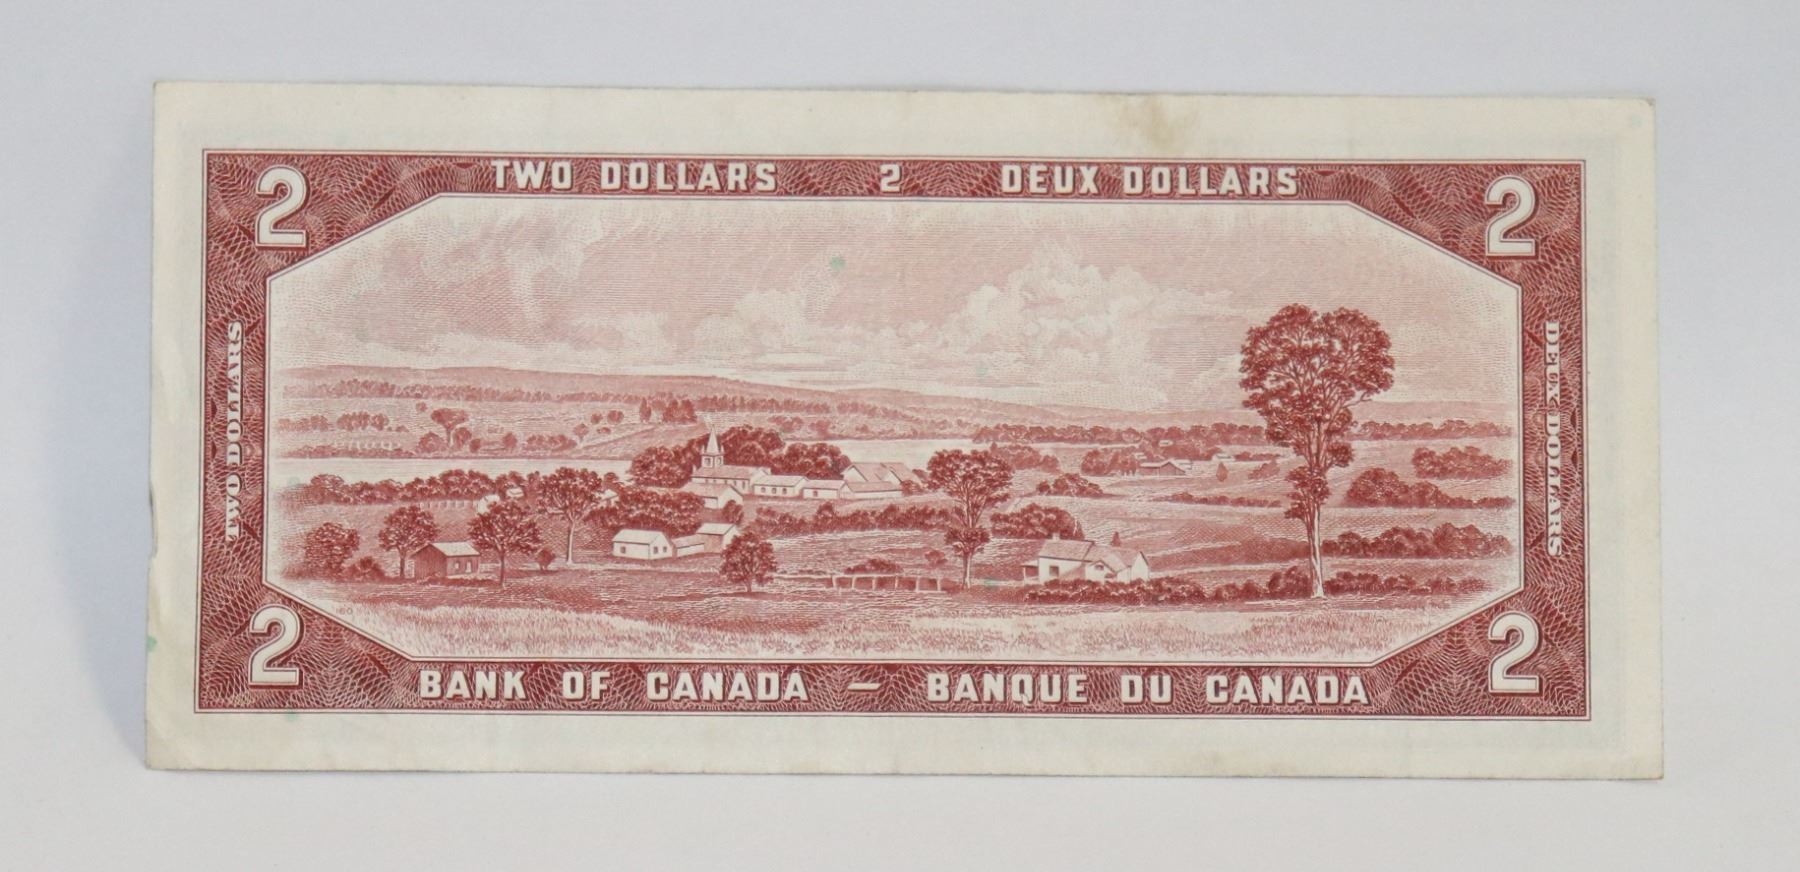 TWO DOLLARS 2 DEUX DOLLARS
2 2
TWO DOLLARS
DEUX DOLLARS
160
2 2
BANK OF CANADA – BANQUE DU CANADA